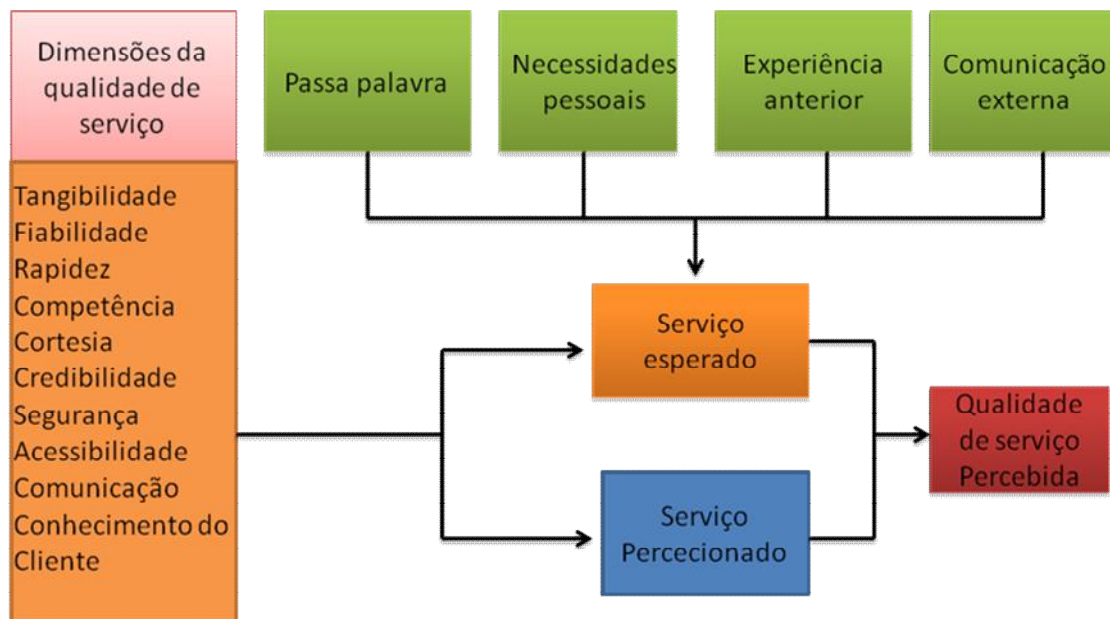 Dimensões da
qualidade de
serviço
Tangibilidade
Fiabilidade
Rapidez
Competência
Cortesia
Credibilidade
Segurança
Acessibilidade
Comunicação
Conhecimento do
Cliente
Passa palavra
Necessidades
pessoais
Experiência
anterior
Comunicação
externa
Serviço
esperado
Serviço
Percecionado
Qualidade
de serviço
Percebida